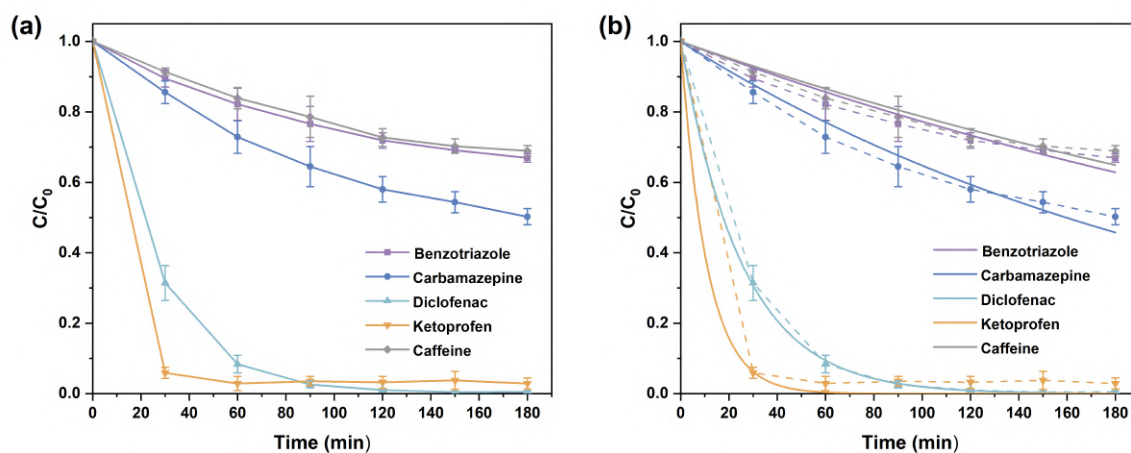 (a)
C/C0
1.0
0.8
0.6
0.4
0.2
0.0
Benzotriazole
Carbamazepine
Diclofenac
Ketoprofen
Caffeine
0 20 40 60 80 100 120 140 160 180
Time (min)
(b)
C/C0
1.0
0.8
0.6
0.4
0.2
0.0
Benzotriazole
Carbamazepine
Diclofenac
Ketoprofen
Caffeine
0 20 40 60 80 100 120 140 160 180
Time (min)